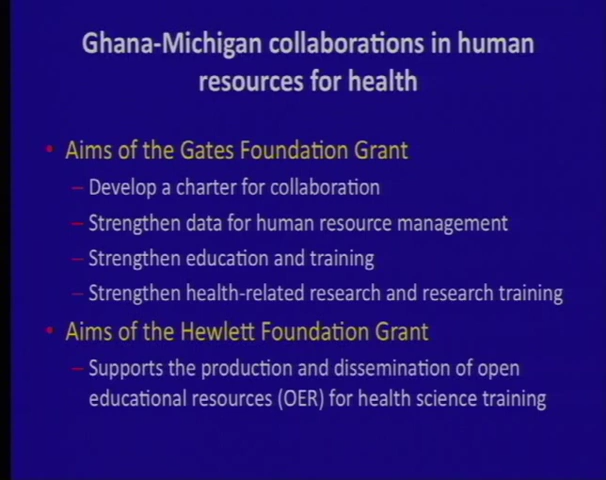 Ghana-Michigan collaborations in human
resources for health
• Aims of the Gates Foundation Grant
– Develop a charter for collaboration
– Strengthen data for human resource management
– Strengthen education and training
– Strengthen health-related research and research training
• Aims of the Hewlett Foundation Grant
– Supports the production and dissemination of open
educational resources (OER) for health science training